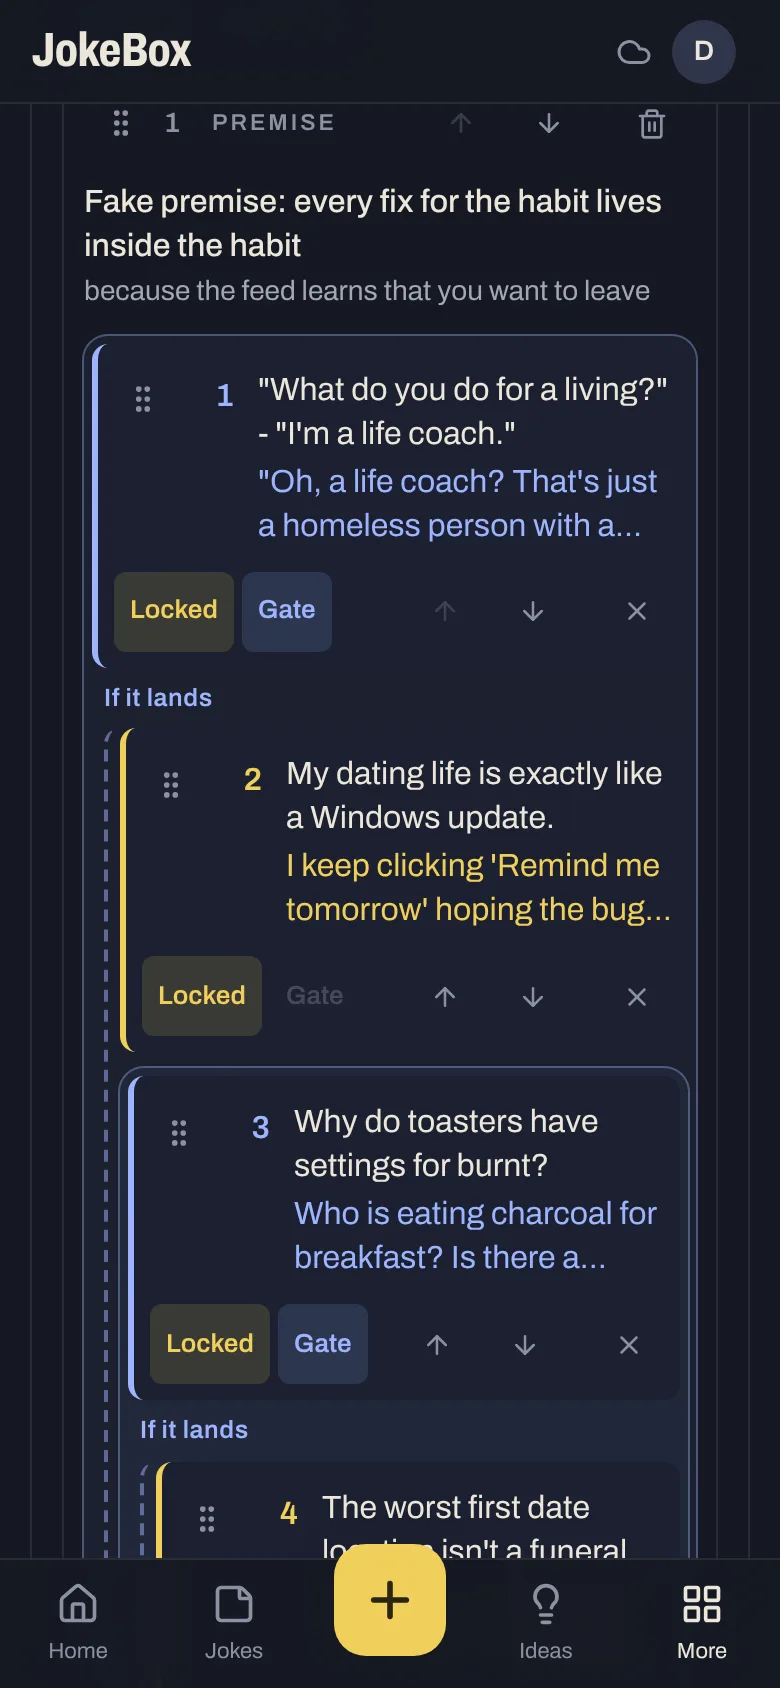 JokeBox
D
1 PREMISE
Fake premise: every fix for the habit lives
inside the habit
because the feed learns that you want to leave
1 "What do you do for a living?"
- "I'm a life coach."
"Oh, a life coach? That's just
a homeless person with a...
Locked Gate
If it lands
2 My dating life is exactly like
a Windows update.
I keep clicking 'Remind me
tomorrow' hoping the bug...
Locked Gate
3 Why do toasters have
settings for burnt?
Who is eating charcoal for
breakfast? Is there a...
Locked Gate
If it lands
4 The worst first date
location isn't a funeral
Home Jokes Ideas More